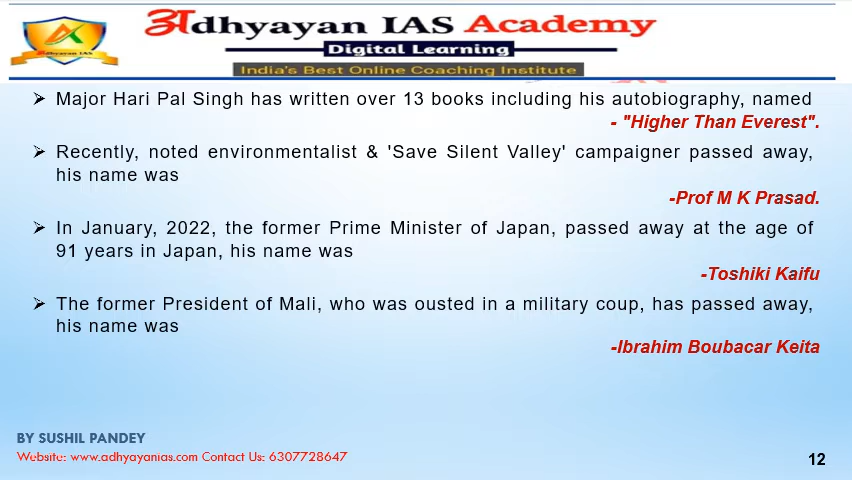 अdhyayan IAS Academy
Adhyayan IAS
Digital Learning
India's Best Online Coaching Institute
➢ Major Hari Pal Singh has written over 13 books including his autobiography, named
- "Higher Than Everest".
➢ Recently, noted environmentalist & 'Save Silent Valley' campaigner passed away,
his name was
-Prof M K Prasad.
➢ In January, 2022, the former Prime Minister of Japan, passed away at the age of
91 years in Japan, his name was
-Toshiki Kaifu
➢ The former President of Mali, who was ousted in a military coup, has passed away,
his name was
-Ibrahim Boubacar Keita
BY SUSHIL PANDEY
Website: www.adhyayanias.com Contact Us: 6307728647
12